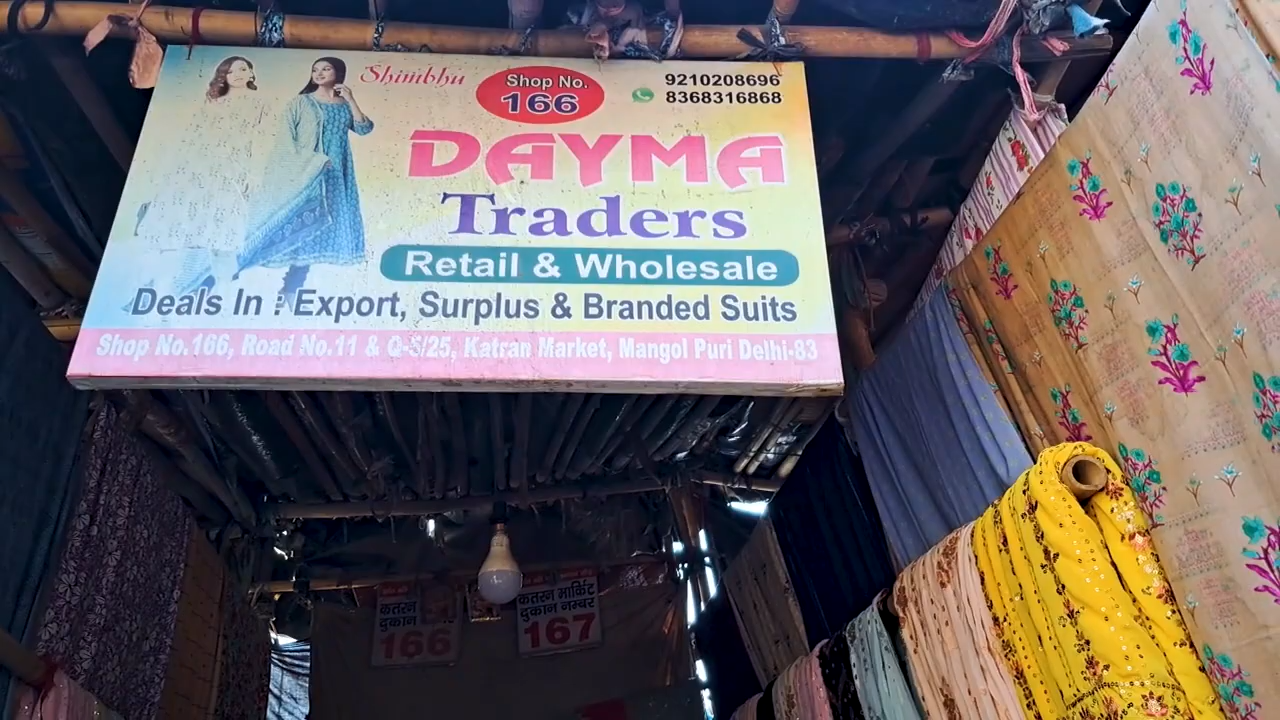 Shimbhu
Shop No.
166
9210208696
8368316868
DAYMA
Traders
Retail & Wholesale
Deals In : Export, Surplus & Branded Suits
Shop No.166, Road No.11 & Q-5/25, Katran Market, Mangol Puri Delhi-83
कतरन
दुकान
166
कतरन मार्किट
दुकान नम्बर
167